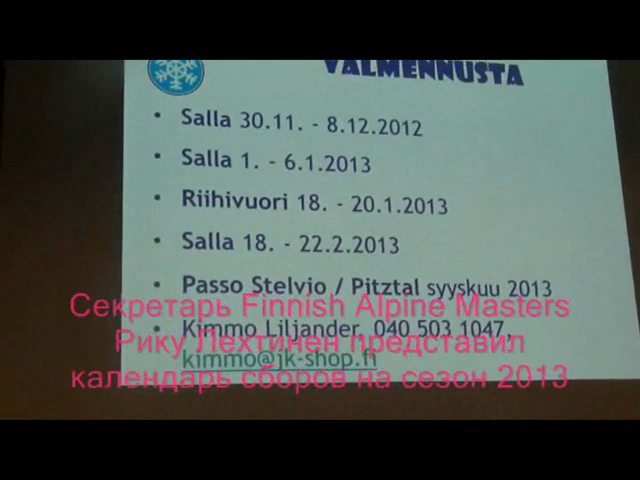 VALMENNUSTA
• Salla 30.11. - 8.12.2012
• Salla 1. - 6.1.2013
• Riihivuori 18. - 20.1.2013
• Salla 18. - 22.2.2013
• Passo Stelvio / Pitztal syyskuu 2013
• Kimmo Liljander, 040 503 1047,
kimmo@jk-shop.fi
Секретарь Finnish Alpine Masters
Рику Лехтинен представил
календарь сборов на сезон 2013